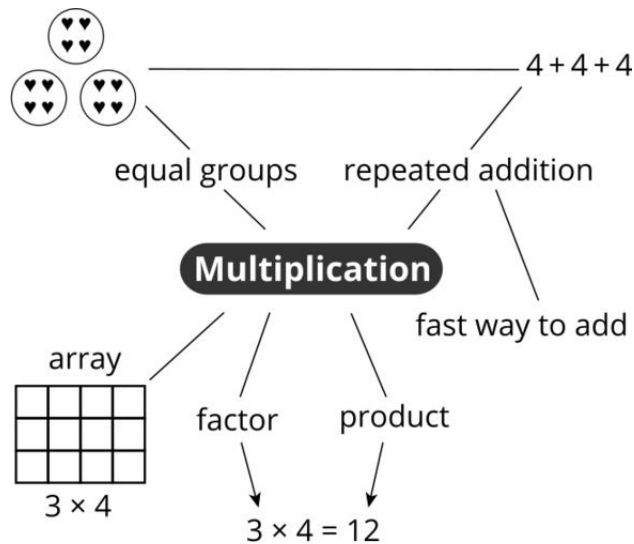 4 + 4 + 4
equal groups
repeated addition
Multiplication
fast way to add
array
factor
product
3 × 4
3 × 4 = 12